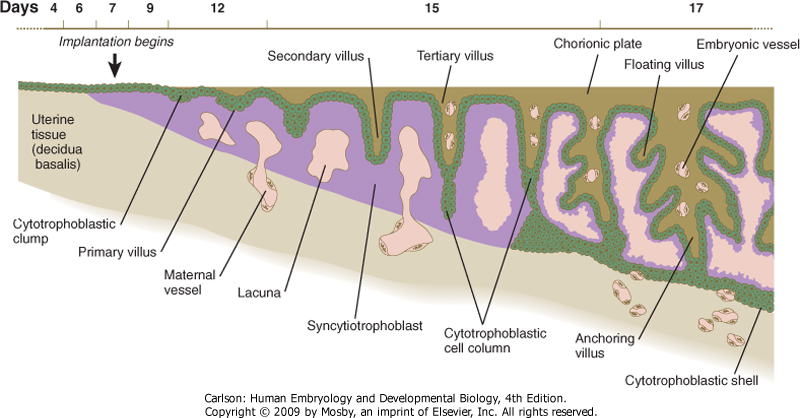 Days 4 6 7 9 12 15 17
Implantation begins
Secondary villus
Tertiary villus
Chorionic plate
Embryonic vessel
Floating villus
Uterine
tissue
(decidua
basalis)
Cytotrophoblastic
clump
Primary villus
Maternal
vessel
Lacuna
Syncytiotrophoblast
Cytotrophoblastic
cell column
Anchoring
villus
Cytotrophoblastic shell
Carlson: Human Embryology and Developmental Biology, 4th Edition.
Copyright © 2009 by Mosby, an imprint of Elsevier, Inc. All rights reserved.